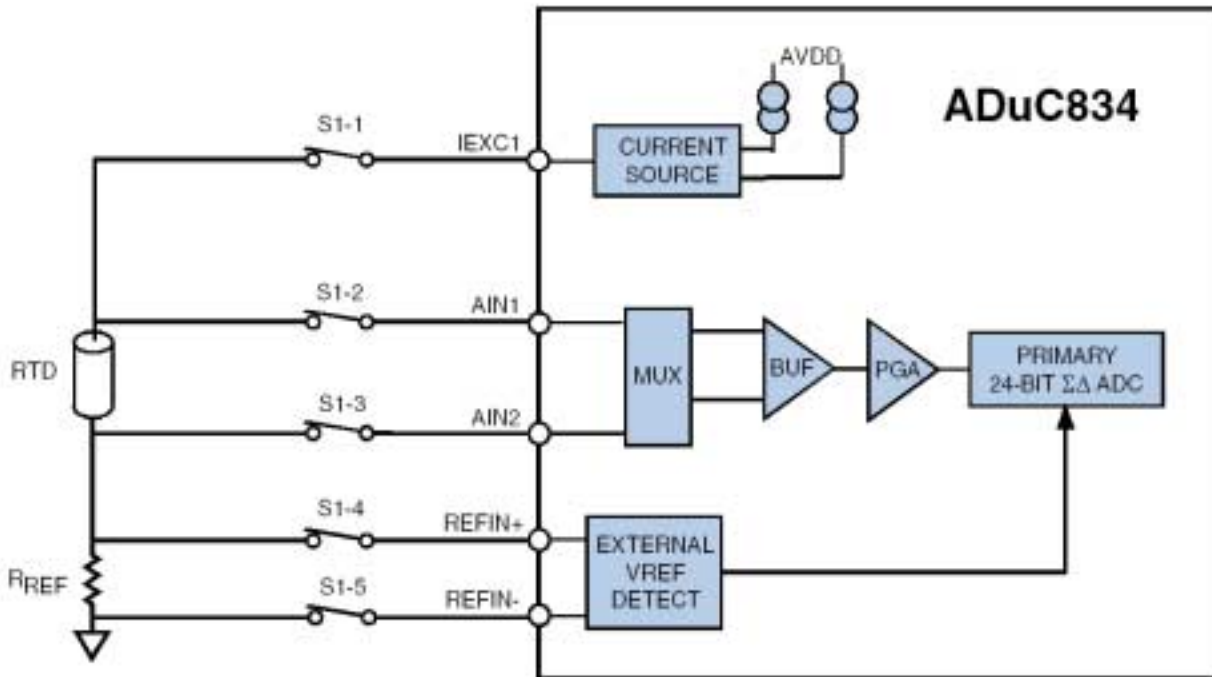 AVDD
ADuC834
S1-1
IEXC1
CURRENT
SOURCE
S1-2
AIN1
RTD
MUX
BUF
PGA
PRIMARY
24-BIT ΣΔ ADC
S1-3
AIN2
S1-4
REFIN+
EXTERNAL
VREF
DETECT
RREF
S1-5
REFIN-